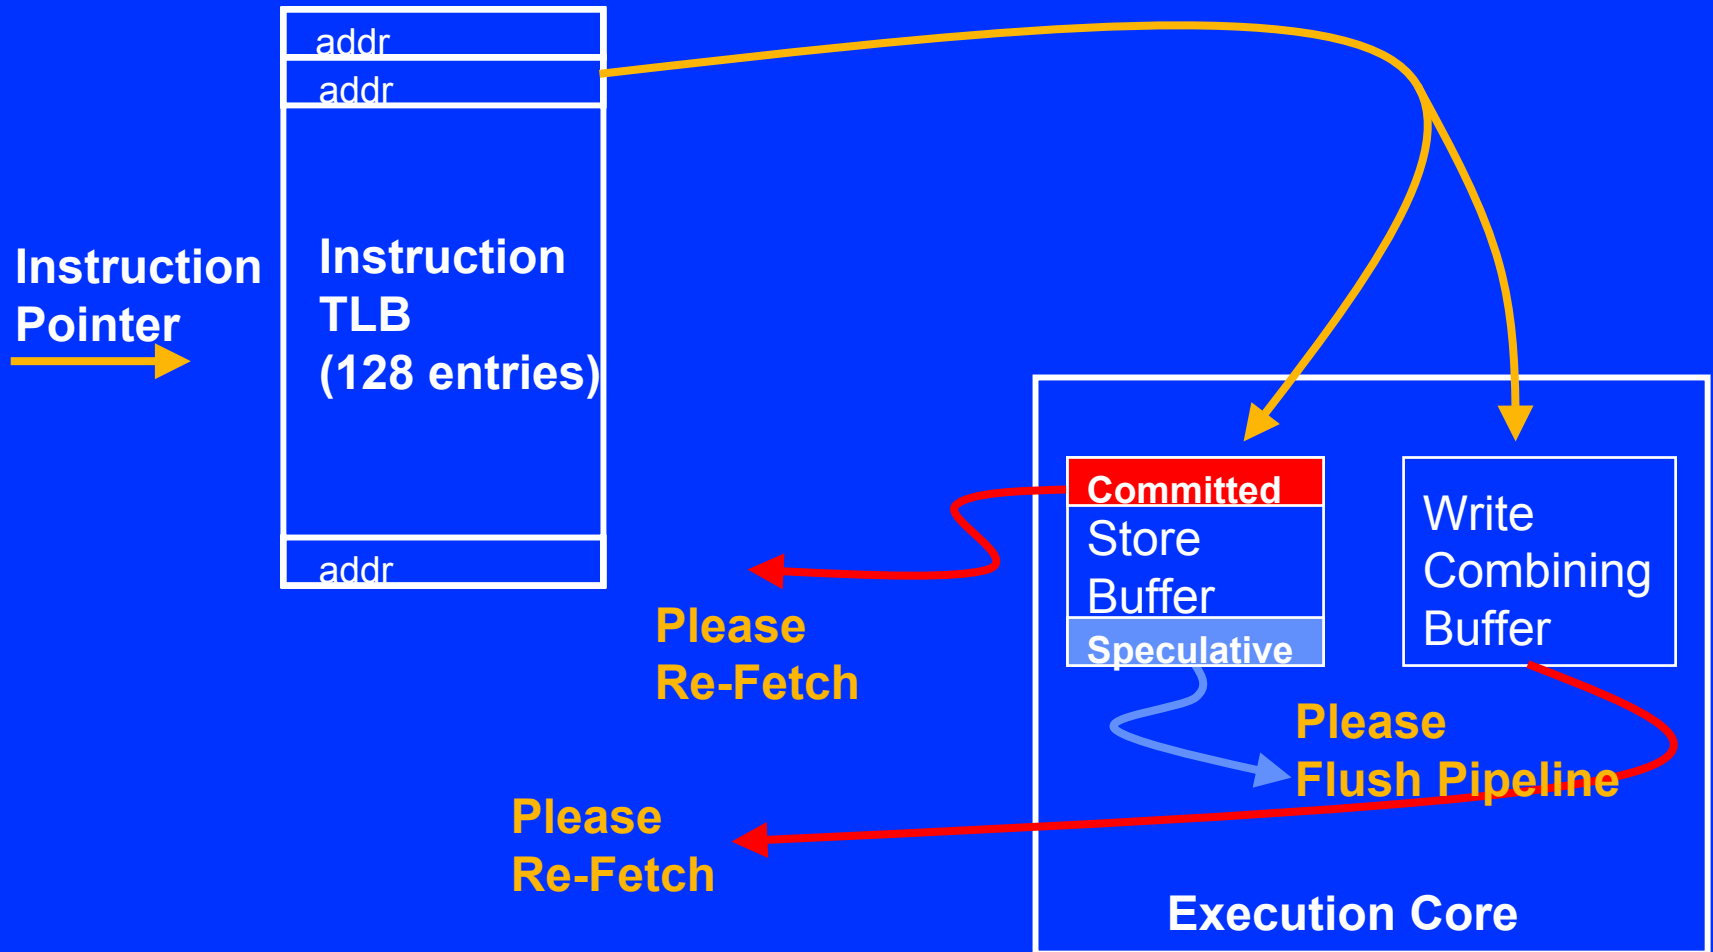 addr
addr
Instruction
Pointer
Instruction
TLB
(128 entries)
addr
Committed
Store
Buffer
Speculative
Write
Combining
Buffer
Please
Re-Fetch
Please
Flush Pipeline
Please
Re-Fetch
Execution Core